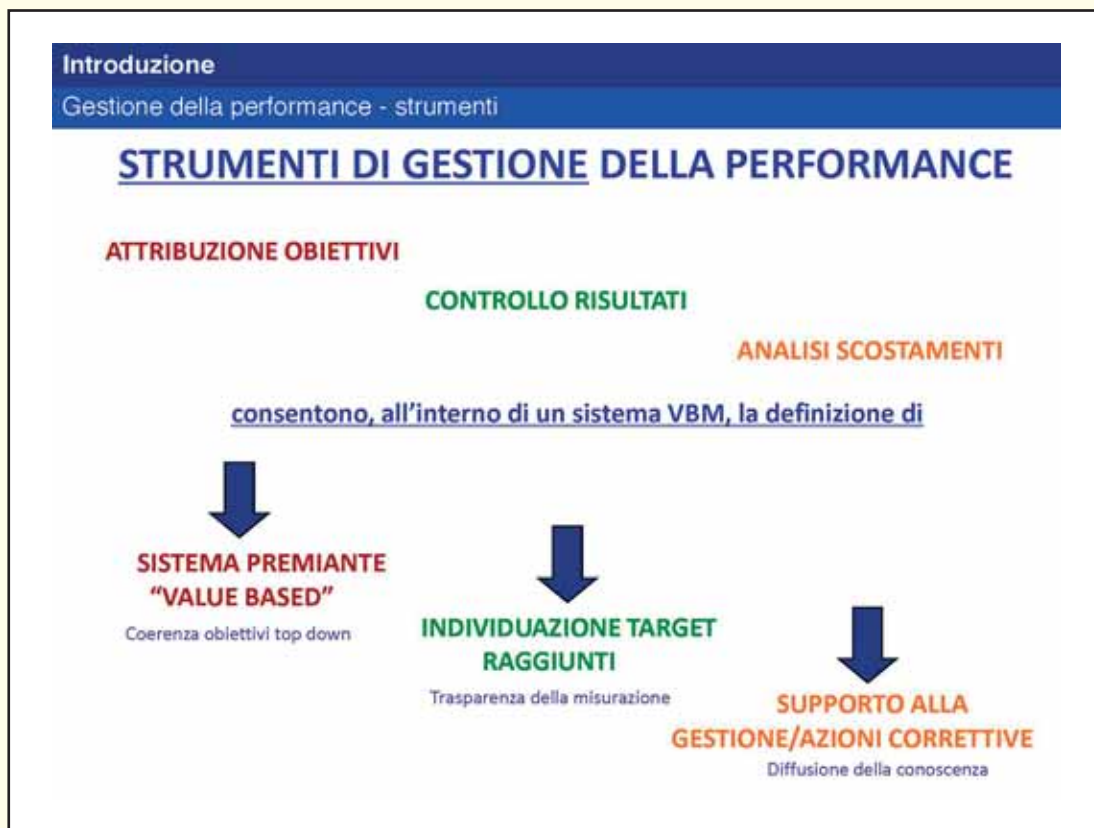 Introduzione
Gestione della performance - strumenti
STRUMENTI DI GESTIONE DELLA PERFORMANCE
ATTRIBUZIONE OBIETTIVI
CONTROLLO RISULTATI
ANALISI SCOSTAMENTI
consentono, all'interno di un sistema VBM, la definizione di
SISTEMA PREMIANTE
“VALUE BASED”
Coerenza obiettivi top down
INDIVIDUAZIONE TARGET
RAGGIUNTI
Trasparenza della misurazione
SUPPORTO ALLA
GESTIONE/AZIONI CORRETTIVE
Diffusione della conoscenza